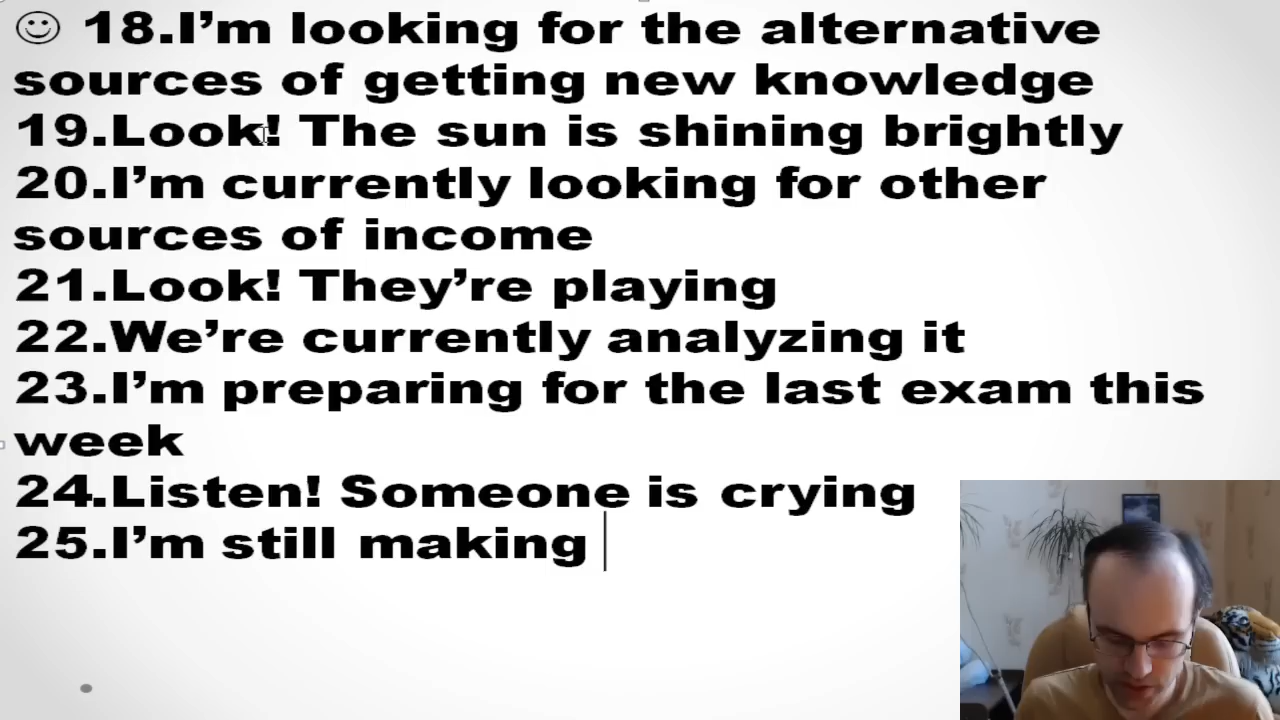 ☺ 18.I’m looking for the alternative
sources of getting new knowledge
19.Look! The sun is shining brightly
20.I’m currently looking for other
sources of income
21.Look! They’re playing
22.We’re currently analyzing it
23.I’m preparing for the last exam this
week
24.Listen! Someone is crying
25.I’m still making